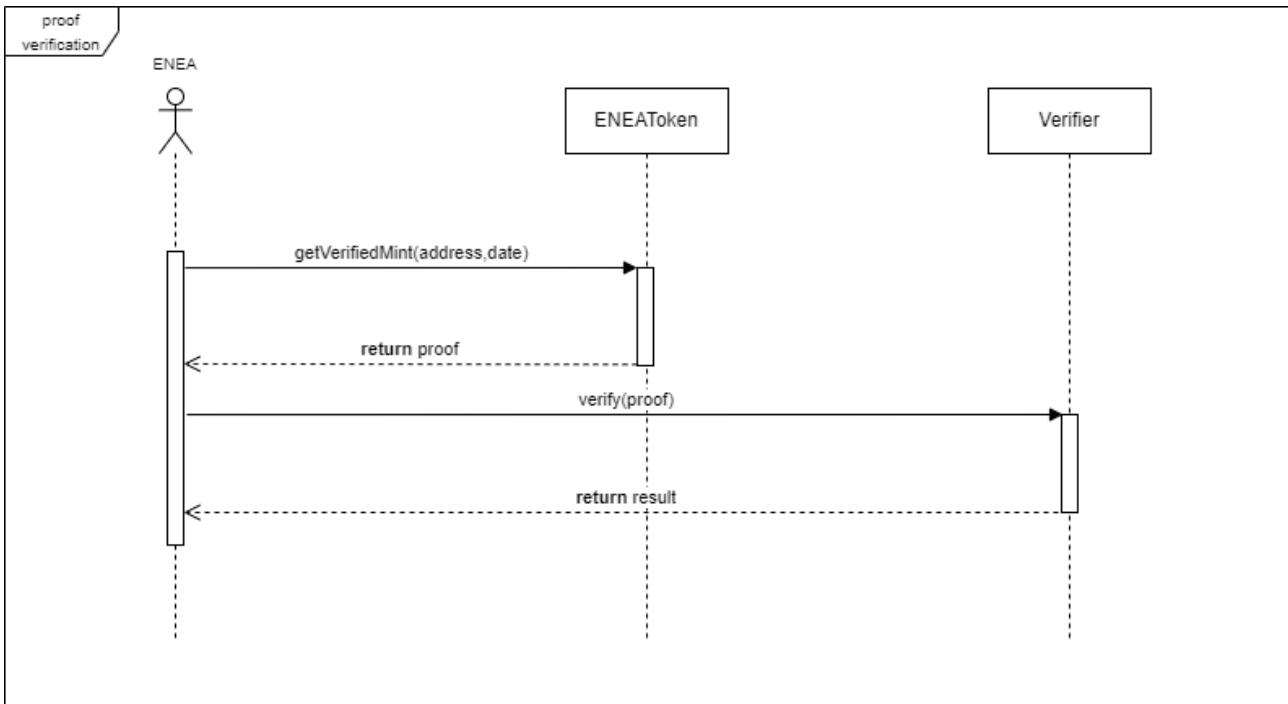 proof
verification
ENEA
ENEAToken
Verifier
getVerifiedMint(address,date)
return proof
verify(proof)
return result